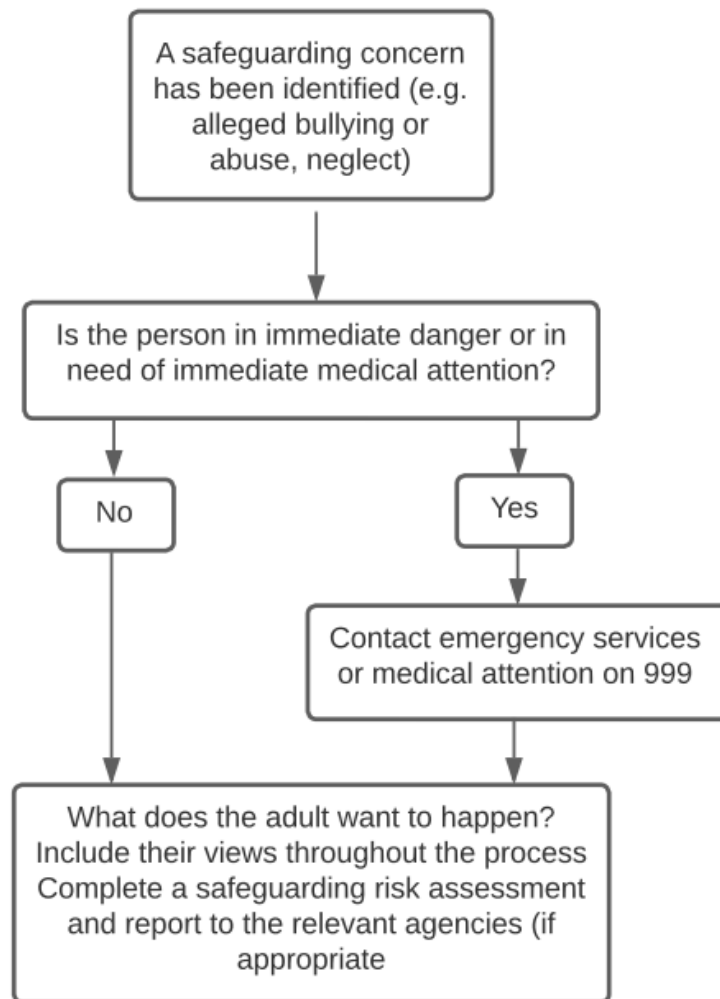 A safeguarding concern
has been identified (e.g.
alleged bullying or
abuse, neglect)
Is the person in immediate danger or in
need of immediate medical attention?
No
Yes
Contact emergency services
or medical attention on 999
What does the adult want to happen?
Include their views throughout the process
Complete a safeguarding risk assessment
and report to the relevant agencies (if
appropriate